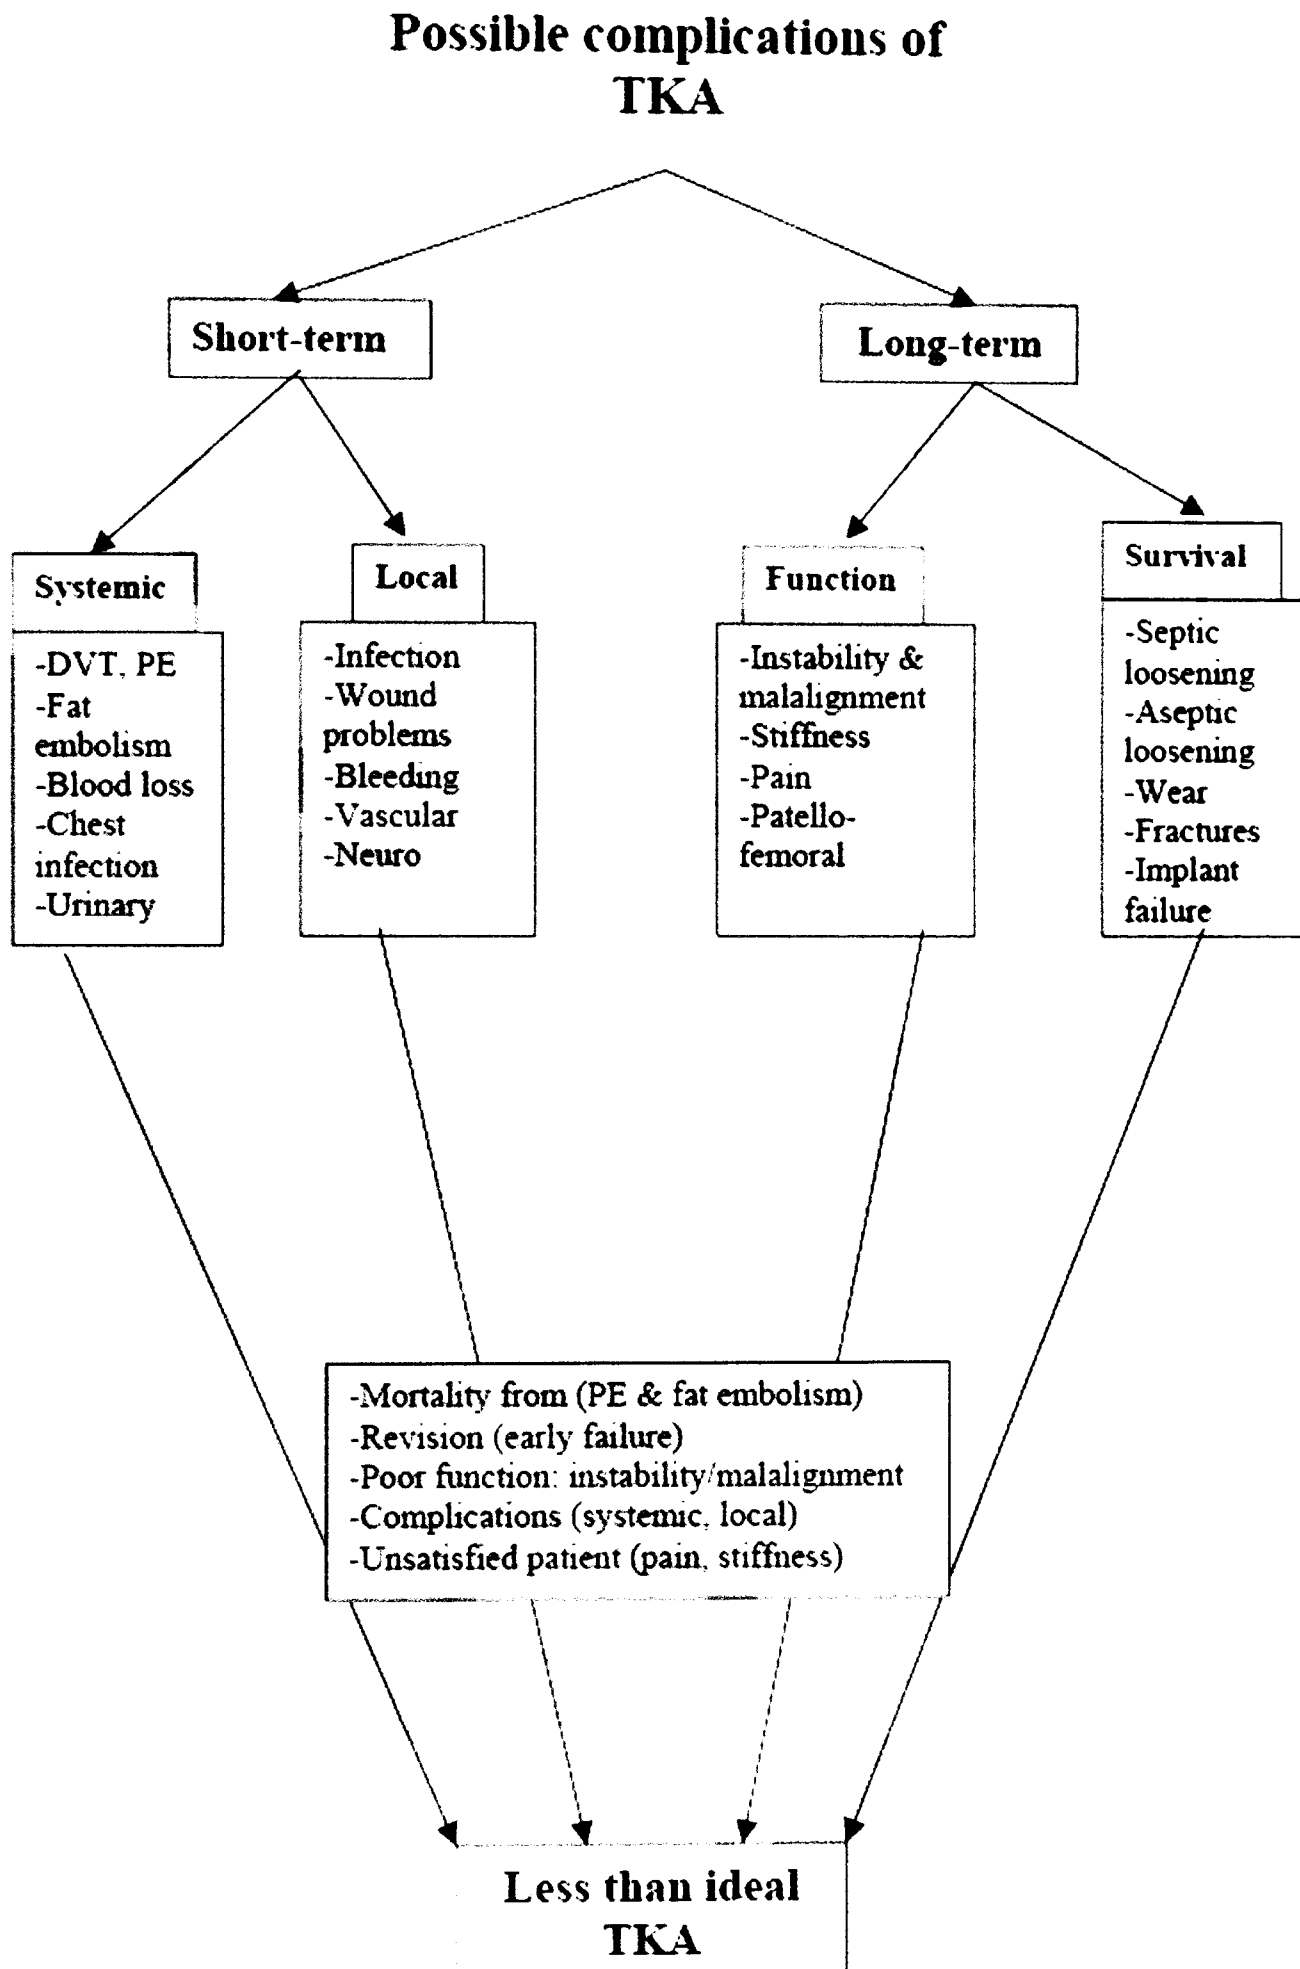 Possible complications of
TKA
Short-term
Long-term
Systemic
-DVT, PE
-Fat
embolism
-Blood loss
-Chest
infection
-Urinary
Local
-Infection
-Wound
problems
-Bleeding
-Vascular
-Neuro
Function
-Instability &
malalignment
-Stiffness
-Pain
-Patello-
femoral
Survival
-Septic
loosening
-Aseptic
loosening
-Wear
-Fractures
-Implant
failure
-Mortality from (PE & fat embolism)
-Revision (early failure)
-Poor function: instability/malalignment
-Complications (systemic, local)
-Unsatisfied patient (pain, stiffness)
Less than ideal
TKA